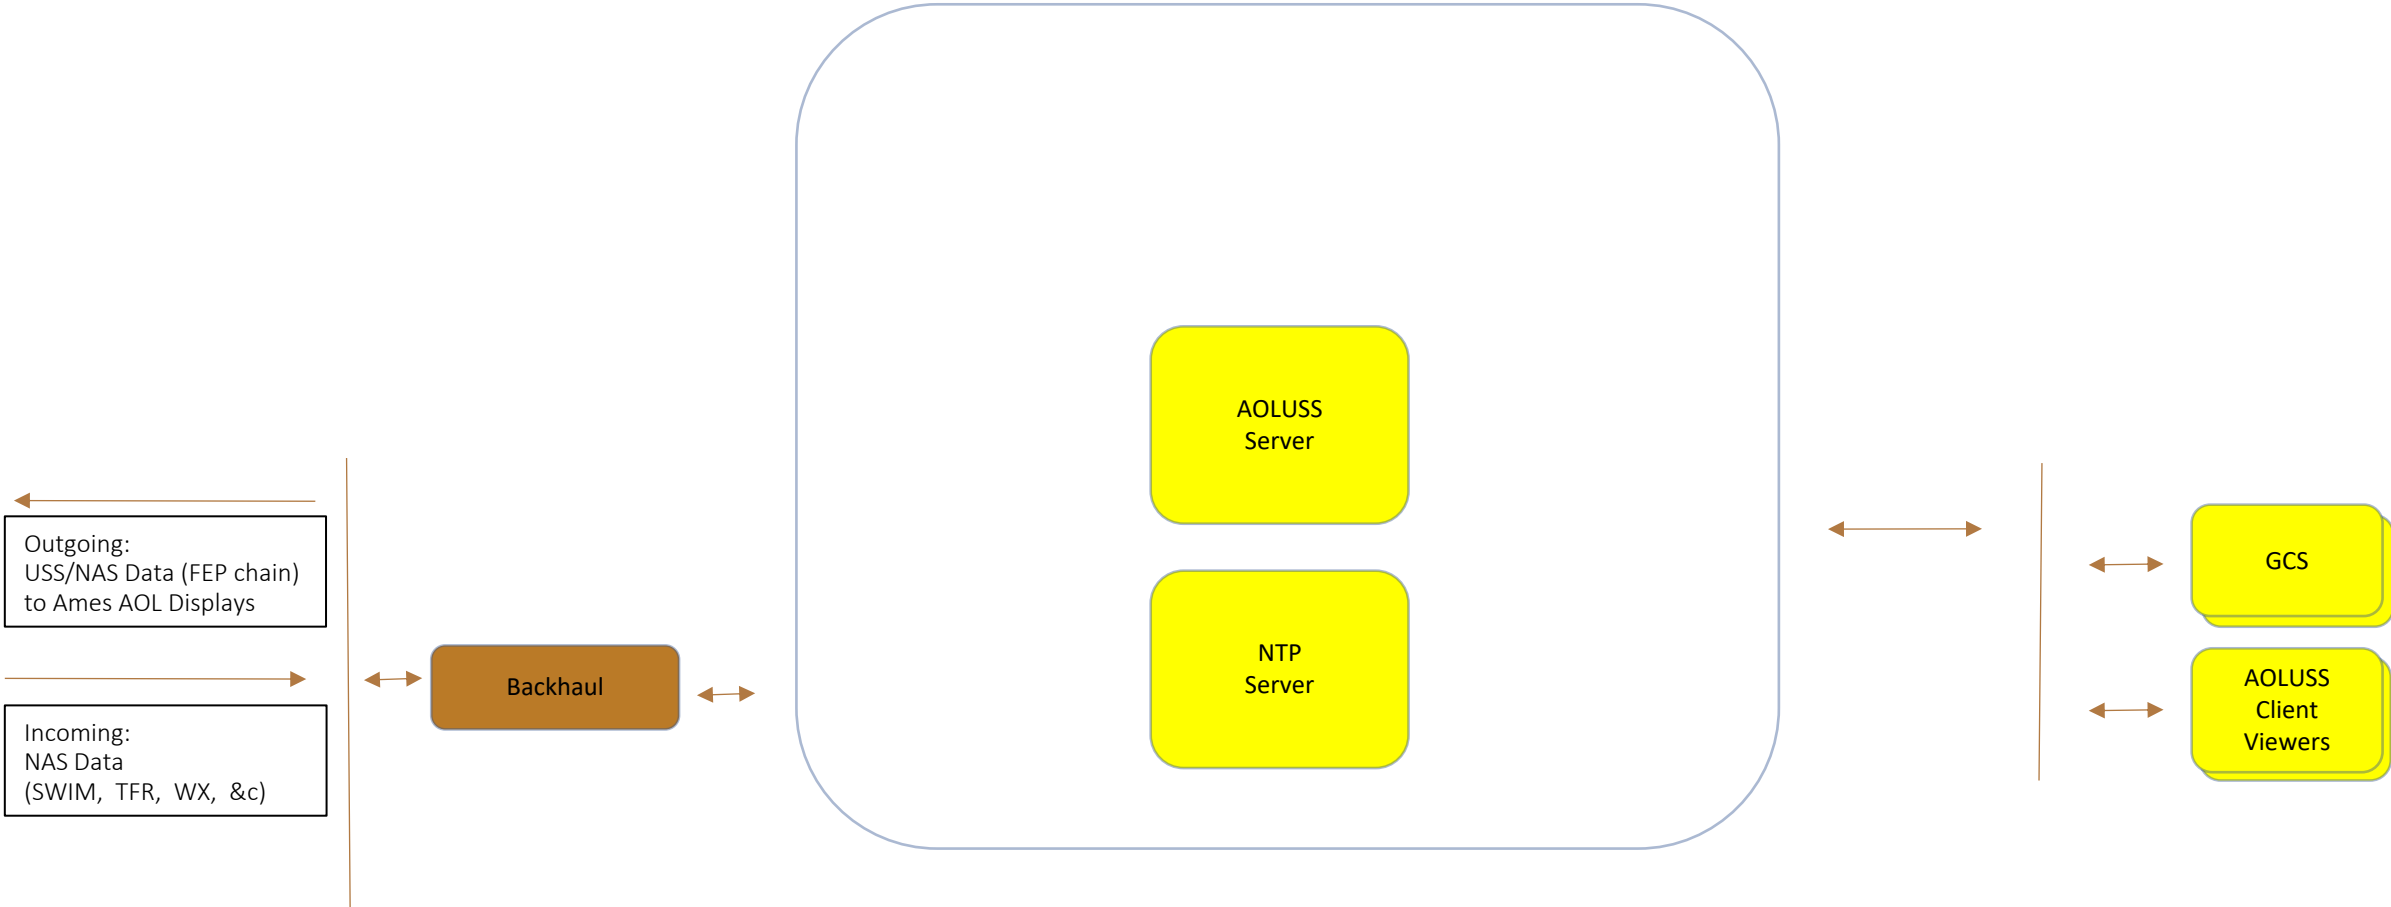 AOLUSS
Server
Outgoing:
USS/NAS Data (FEP chain)
to Ames AOL Displays
GCS
NTP
Server
Backhaul
AOLUSS
Client
Viewers
Incoming:
NAS Data
(SWIM, TFR, WX, &c)